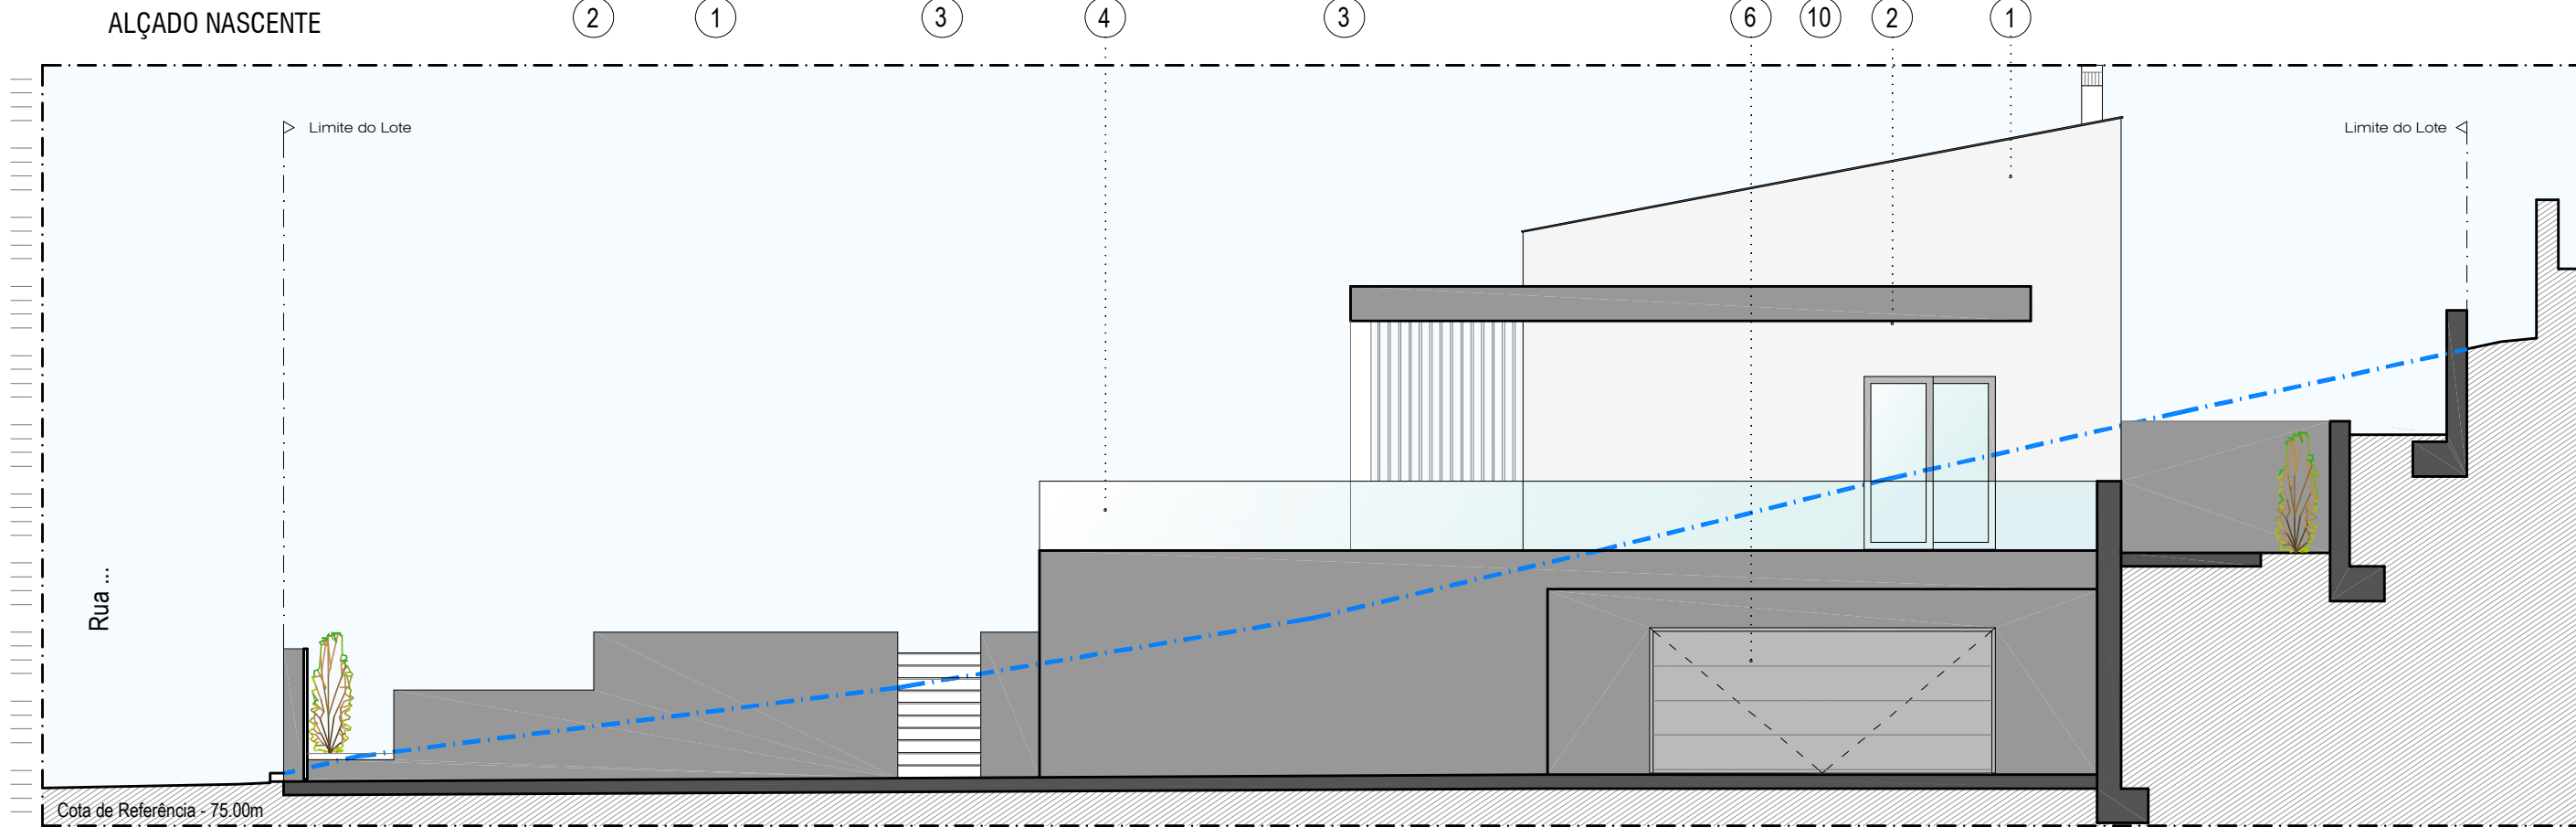 ALÇADO NASCENTE
2 1 3 4 3 6 10 2 1
Limite do Lote
Limite do Lote
Rua ...
Cota de Referência - 75.00m